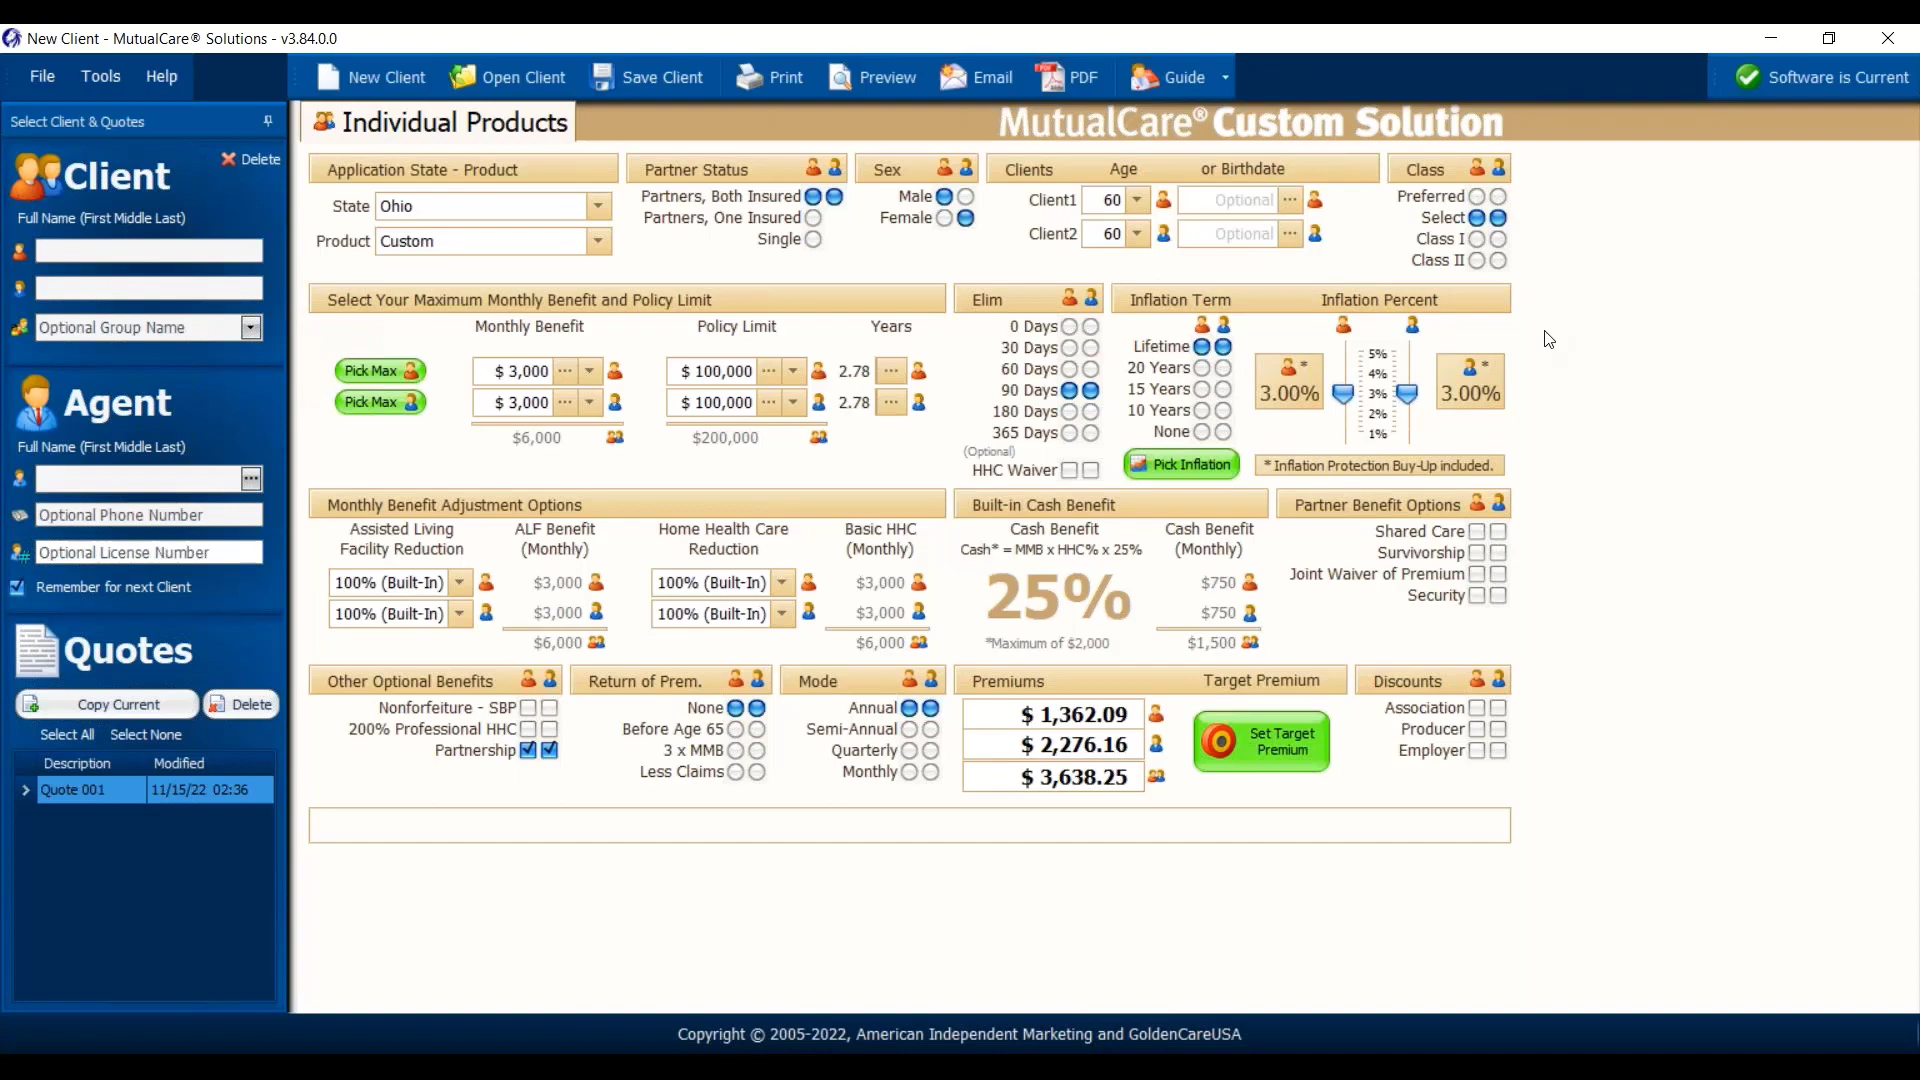 New Client - MutualCare® Solutions - v3.84.0.0
File Tools Help
New Client Open Client Save Client Print Preview Email PDF Guide Software is Current
Select Client & Quotes
Client Delete
Full Name (First Middle Last)
Optional Group Name
Agent
Full Name (First Middle Last)
Optional Phone Number
Optional License Number
Remember for next Client
Quotes
Copy Current Delete
Select All Select None
Description Modified
Quote 001 11/15/22 02:36
Individual Products
MutualCare® Custom Solution
Application State - Product
State Ohio
Product Custom
Partner Status
Partners, Both Insured
Partners, One Insured
Single
Sex
Male
Female
Clients Age or Birthdate
Client1 60 Optional ...
Client2 60 Optional ...
Class
Preferred
Select
Class I
Class II
Select Your Maximum Monthly Benefit and Policy Limit
Monthly Benefit Policy Limit Years
Pick Max $ 3,000 ... $ 100,000 ... 2.78 ...
Pick Max $ 3,000 ... $ 100,000 ... 2.78 ...
$6,000 $200,000
Elim
0 Days
30 Days
60 Days
90 Days
180 Days
365 Days
(Optional)
HHC Waiver
Inflation Term Inflation Percent
Lifetime
20 Years
15 Years
10 Years
None
Pick Inflation
*
3.00%
5%
4%
3%
2%
1%
*
3.00%
* Inflation Protection Buy-Up included.
Monthly Benefit Adjustment Options
Assisted Living
Facility Reduction
ALF Benefit
(Monthly)
Home Health Care
Reduction
Basic HHC
(Monthly)
100% (Built-In) $3,000 100% (Built-In) $3,000
100% (Built-In) $3,000 100% (Built-In) $3,000
$6,000 $6,000
Built-in Cash Benefit
Cash Benefit
Cash* = MMB x HHC% x 25%
25%
*Maximum of $2,000
Cash Benefit
(Monthly)
$750
$750
$1,500
Partner Benefit Options
Shared Care
Survivorship
Joint Waiver of Premium
Security
Other Optional Benefits
Nonforfeiture - SBP
200% Professional HHC
Partnership
Return of Prem.
None
Before Age 65
3 x MMB
Less Claims
Mode
Annual
Semi-Annual
Quarterly
Monthly
Premiums Target Premium
$ 1,362.09
$ 2,276.16
$ 3,638.25
Set Target
Premium
Discounts
Association
Producer
Employer
Copyright © 2005-2022, American Independent Marketing and GoldenCareUSA